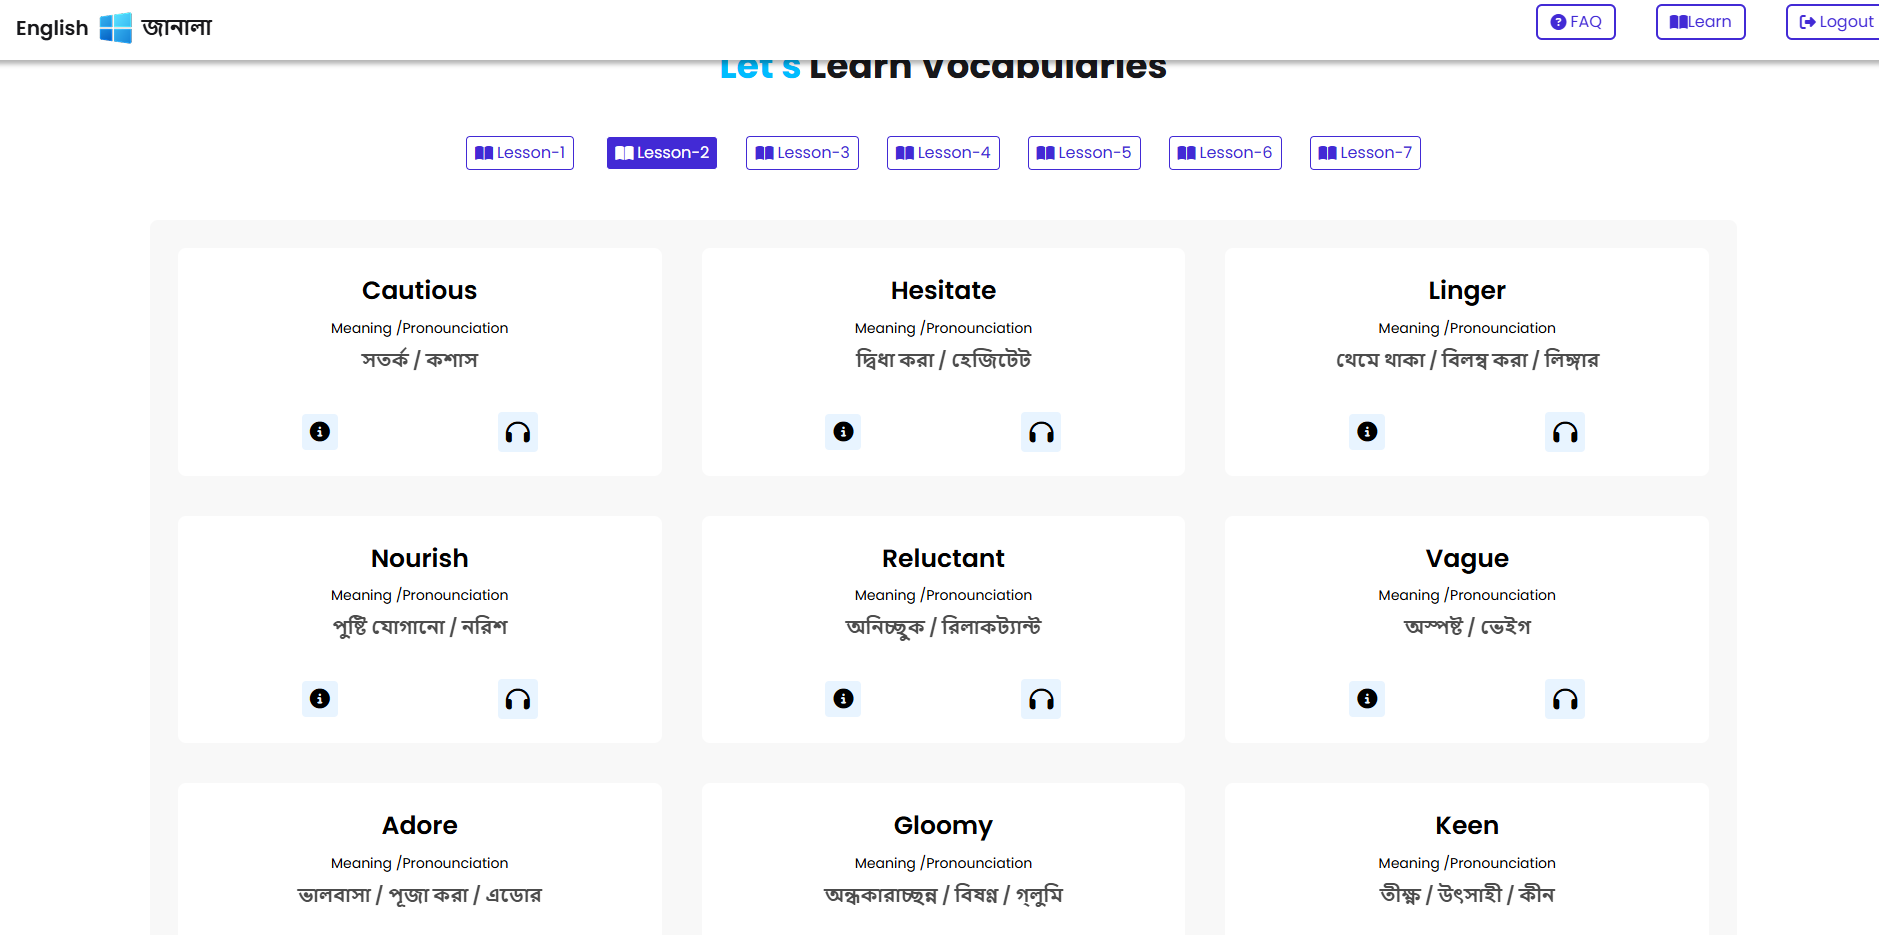 English জানালা
FAQ
Learn
Logout
Let's Learn Vocabularies
Lesson-1
Lesson-2
Lesson-3
Lesson-4
Lesson-5
Lesson-6
Lesson-7
Cautious
Meaning /Pronounciation
সতর্ক / কশাস
Hesitate
Meaning /Pronounciation
দ্বিধা করা / হেজিটেট
Linger
Meaning /Pronounciation
থেমে থাকা / বিলম্ব করা / লিঙ্গার
Nourish
Meaning /Pronounciation
পুষ্টি যোগানো / নরিশ
Reluctant
Meaning /Pronounciation
অনিচ্ছুক / রিলাকট্যান্ট
Vague
Meaning /Pronounciation
অস্পষ্ট / ভেইগ
Adore
Meaning /Pronounciation
ভালবাসা / পূজা করা / এডোর
Gloomy
Meaning /Pronounciation
অন্ধকারাচ্ছন্ন / বিষণ্ণ / গ্লুমি
Keen
Meaning /Pronounciation
তীক্ষ্ণ / উৎসাহী / কীন